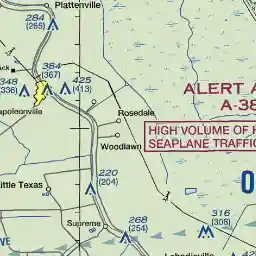 Plattenville
284
(265)
384
(367)
348
(336)
425
(413)
ALERT A
A-38
Napoleonville
Rosedale
HIGH VOLUME OF H
SEAPLANE TRAFFIC
Woodlawn
220
(204)
Little Texas
0
316
(306)
Supreme
268
(254)